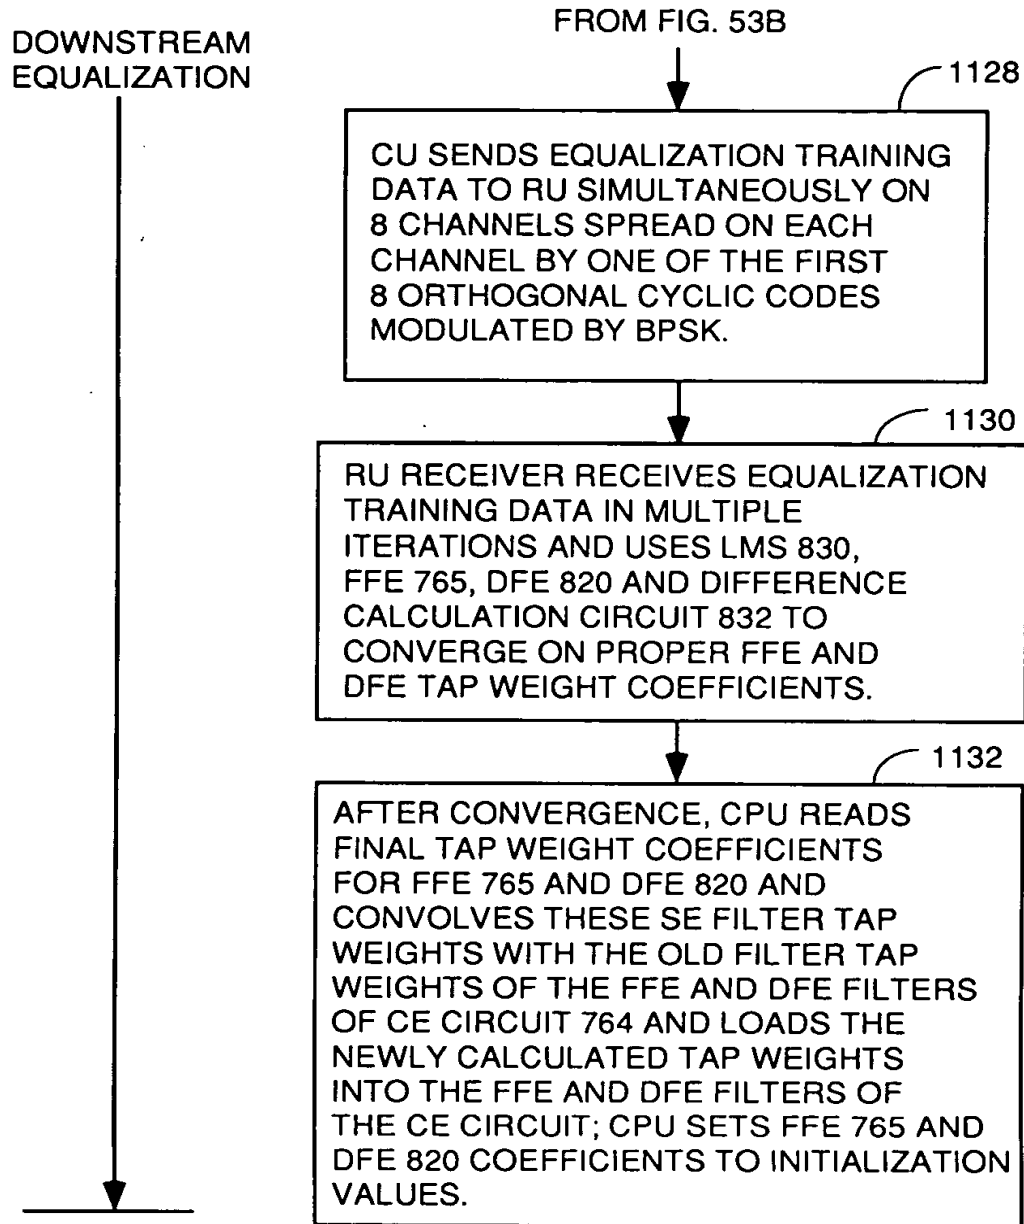 DOWNSTREAM
EQUALIZATION
FROM FIG. 53B
1128
CU SENDS EQUALIZATION TRAINING
DATA TO RU SIMULTANEOUSLY ON
8 CHANNELS SPREAD ON EACH
CHANNEL BY ONE OF THE FIRST
8 ORTHOGONAL CYCLIC CODES
MODULATED BY BPSK.
1130
RU RECEIVER RECEIVES EQUALIZATION
TRAINING DATA IN MULTIPLE
ITERATIONS AND USES LMS 830,
FFE 765, DFE 820 AND DIFFERENCE
CALCULATION CIRCUIT 832 TO
CONVERGE ON PROPER FFE AND
DFE TAP WEIGHT COEFFICIENTS.
1132
AFTER CONVERGENCE, CPU READS
FINAL TAP WEIGHT COEFFICIENTS
FOR FFE 765 AND DFE 820 AND
CONVOLVES THESE SE FILTER TAP
WEIGHTS WITH THE OLD FILTER TAP
WEIGHTS OF THE FFE AND DFE FILTERS
OF CE CIRCUIT 764 AND LOADS THE
NEWLY CALCULATED TAP WEIGHTS
INTO THE FFE AND DFE FILTERS OF
THE CE CIRCUIT; CPU SETS FFE 765 AND
DFE 820 COEFFICIENTS TO INITIALIZATION
VALUES.